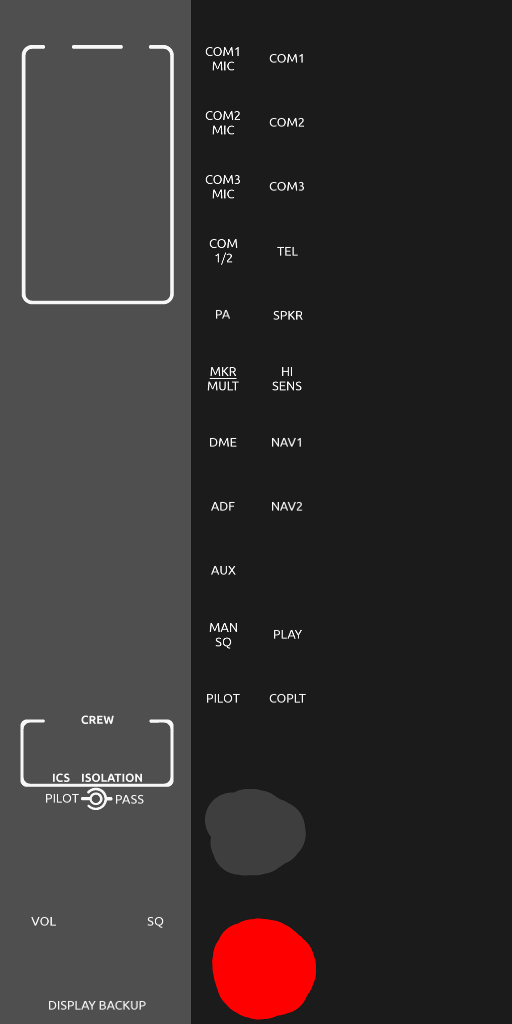 COM1
MIC
COM1
COM2
MIC
COM2
COM3
MIC
COM3
COM
1/2
TEL
PA
SPKR
MKR
MULT
HI
SENS
DME
NAV1
ADF
NAV2
AUX
MAN
SQ
PLAY
PILOT
COPLT
CREW
ICS ISOLATION
PILOT PASS
VOL SQ
DISPLAY BACKUP